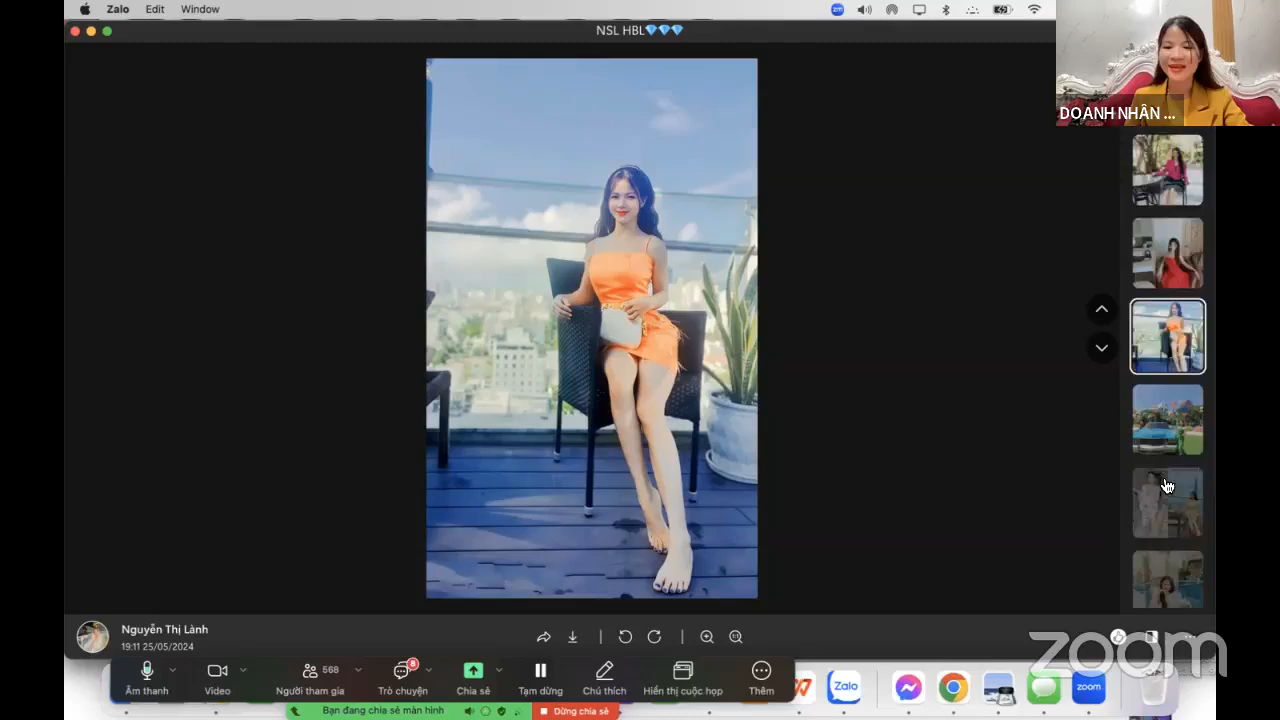 Zalo Edit Window
NSL HBL💎💎💎
DOANH NHÂN ...
Nguyễn Thị Lành
19:11 25/05/2024
Âm thanh
Video
568
Người tham gia
8
Trò chuyện
Chia sẻ
Tạm dừng
Chú thích
Hiển thị cuộc họp
Thêm
Bạn đang chia sẻ màn hình
Dừng chia sẻ
Zalo
zoom
zoom